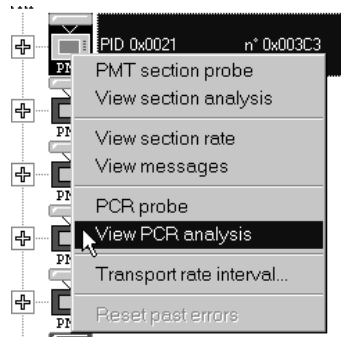 PID 0x0021 n° 0x003C3
PMT section probe
View section analysis
View section rate
View messages
PCR probe
View PCR analysis
Transport rate interval...
Reset past errors